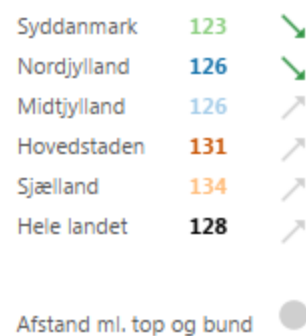 Syddanmark 123
Nordjylland 126
Midtjylland 126
Hovedstaden 131
Sjælland 134
Hele landet 128
Afstand ml. top og bund